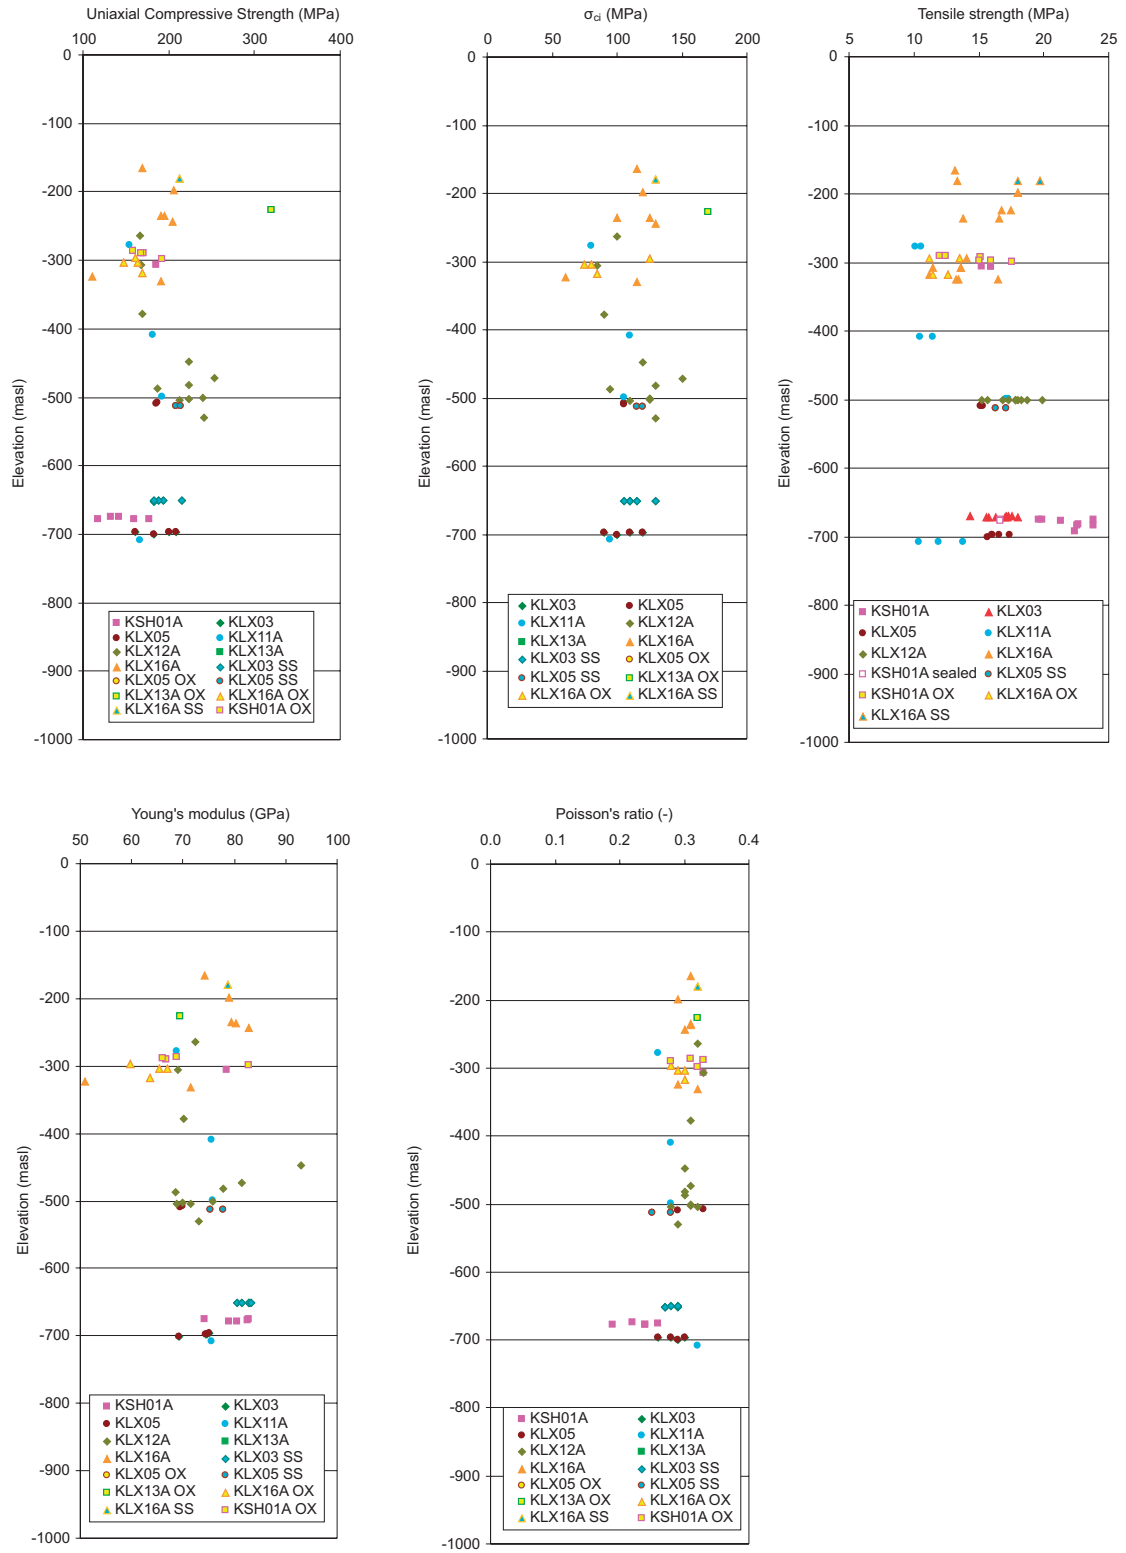 Uniaxial Compressive Strength (MPa)
100 200 300 400
0
-100
-200
-300
-400
-500
-600
-700
-800
-900
-1000
Elevation (masl)
KSH01A KLX03
KLX05 KLX11A
KLX12A KLX13A
KLX16A KLX03 SS
KLX05 OX KLX05 SS
KLX13A OX KLX16A OX
KLX16A SS KSH01A OX
σci (MPa)
0 50 100 150 200
0
-100
-200
-300
-400
-500
-600
-700
-800
-900
-1000
Elevation (masl)
KLX03 KLX05
KLX11A KLX12A
KLX13A KLX16A
KLX03 SS KLX05 OX
KLX05 SS KLX13A OX
KLX16A OX KLX16A SS
Tensile strength (MPa)
5 10 15 20 25
0
-100
-200
-300
-400
-500
-600
-700
-800
-900
-1000
Elevation (masl)
KSH01A KLX03
KLX05 KLX11A
KLX12A KLX16A
KSH01A sealed KLX05 SS
KSH01A OX KLX16A OX
KLX16A SS
Young's modulus (GPa)
50 60 70 80 90 100
0
-100
-200
-300
-400
-500
-600
-700
-800
-900
-1000
Elevation (masl)
KSH01A KLX03
KLX05 KLX11A
KLX12A KLX13A
KLX16A KLX03 SS
KLX05 OX KLX05 SS
KLX13A OX KLX16A OX
KLX16A SS KSH01A OX
Poisson's ratio (-)
0.0 0.1 0.2 0.3 0.4
0
-100
-200
-300
-400
-500
-600
-700
-800
-900
-1000
Elevation (masl)
KSH01A KLX03
KLX05 KLX11A
KLX12A KLX13A
KLX16A KLX03 SS
KLX05 OX KLX05 SS
KLX13A OX KLX16A OX
KLX16A SS KSH01A OX